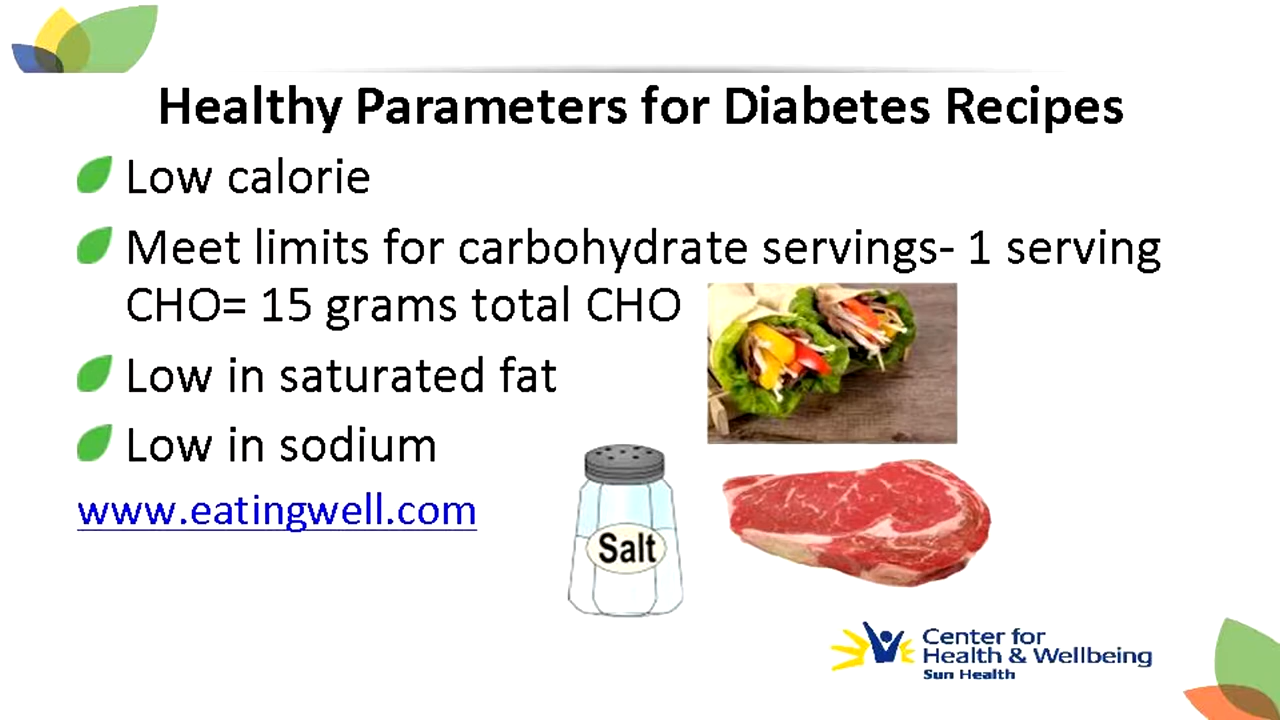 Healthy Parameters for Diabetes Recipes
Low calorie
Meet limits for carbohydrate servings- 1 serving
CHO= 15 grams total CHO
Low in saturated fat
Low in sodium
www.eatingwell.com
Salt
Center for
Health & Wellbeing
Sun Health